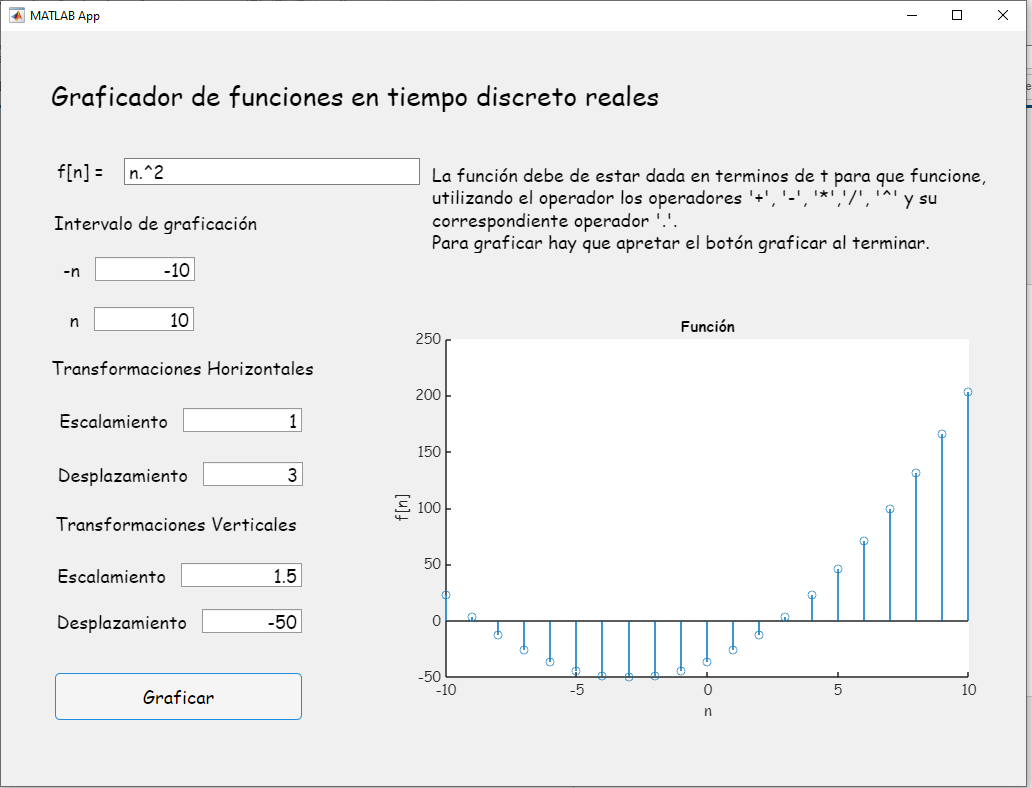 MATLAB App
Graficador de funciones en tiempo discreto reales
f[n] = n.^2
La función debe de estar dada en terminos de t para que funcione,
utilizando el operador los operadores '+', '-', '*','/', '^' y su
correspondiente operador '.'.
Para graficar hay que apretar el botón graficar al terminar.
Intervalo de graficación
-n -10
n 10
Transformaciones Horizontales
Escalamiento 1
Desplazamiento 3
Transformaciones Verticales
Escalamiento 1.5
Desplazamiento -50
Graficar
Función
250
200
150
100
50
0
-50
f[n]
-10 -5 0 5 10
n